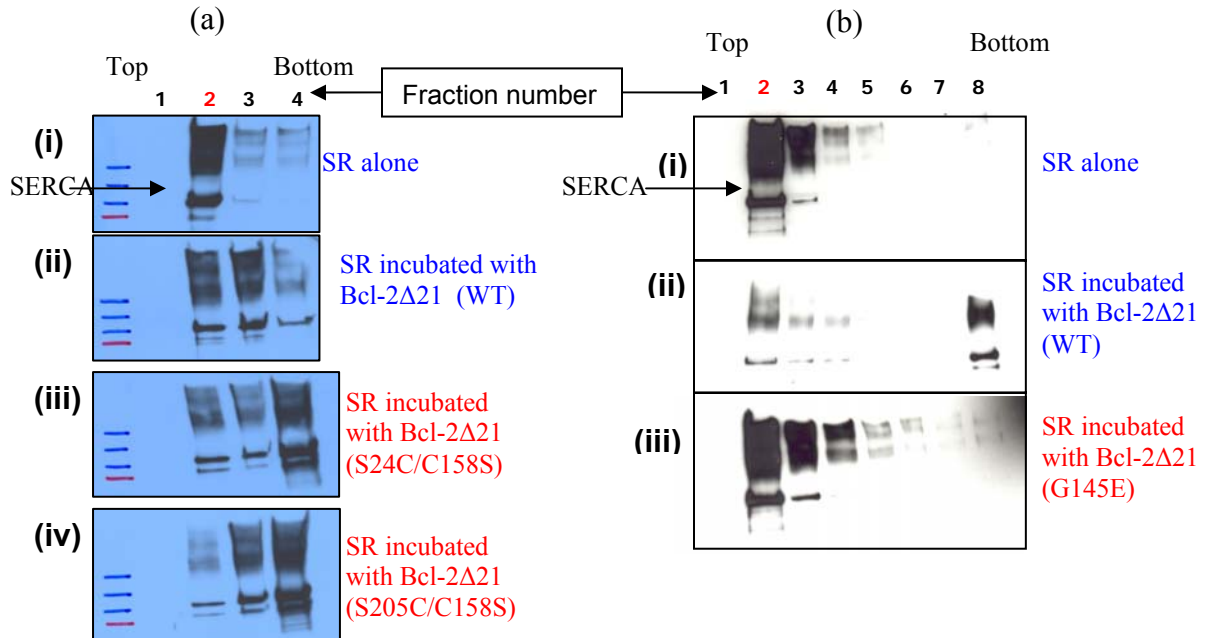 (a)
Top
Bottom
1 2 3 4
Fraction number
(i)
SERCA
SR alone
(ii)
SR incubated with
Bcl-2Δ21 (WT)
(iii)
SR incubated
with Bcl-2Δ21
(S24C/C158S)
(iv)
SR incubated
with Bcl-2Δ21
(S205C/C158S)
(b)
Top
Bottom
1 2 3 4 5 6 7 8
(i)
SERCA
SR alone
(ii)
SR incubated
with Bcl-2Δ21
(WT)
(iii)
SR incubated
with Bcl-2Δ21
(G145E)